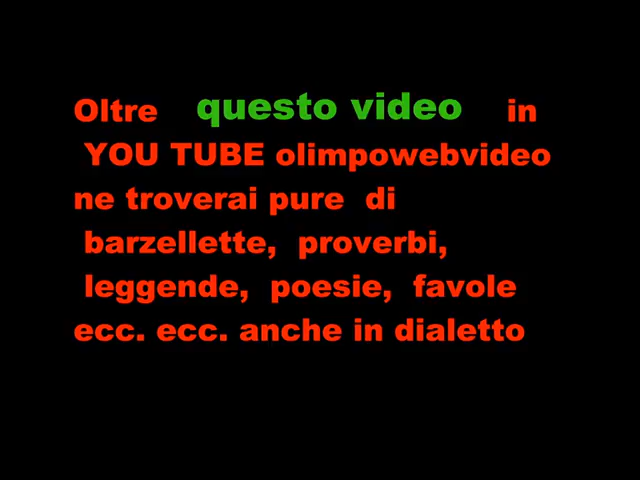 Oltre questo video in
YOU TUBE olimpowebvideo
ne troverai pure di
barzellette, proverbi,
leggende, poesie, favole
ecc. ecc. anche in dialetto